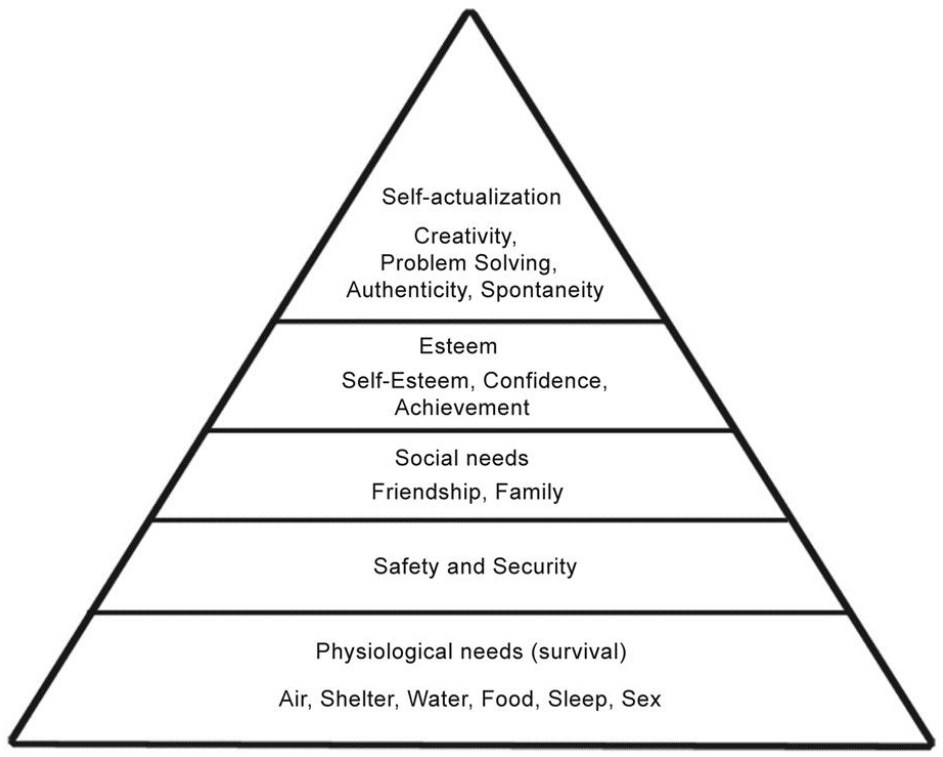 Self-actualization
Creativity,
Problem Solving,
Authenticity, Spontaneity
Esteem
Self-Esteem, Confidence,
Achievement
Social needs
Friendship, Family
Safety and Security
Physiological needs (survival)
Air, Shelter, Water, Food, Sleep, Sex